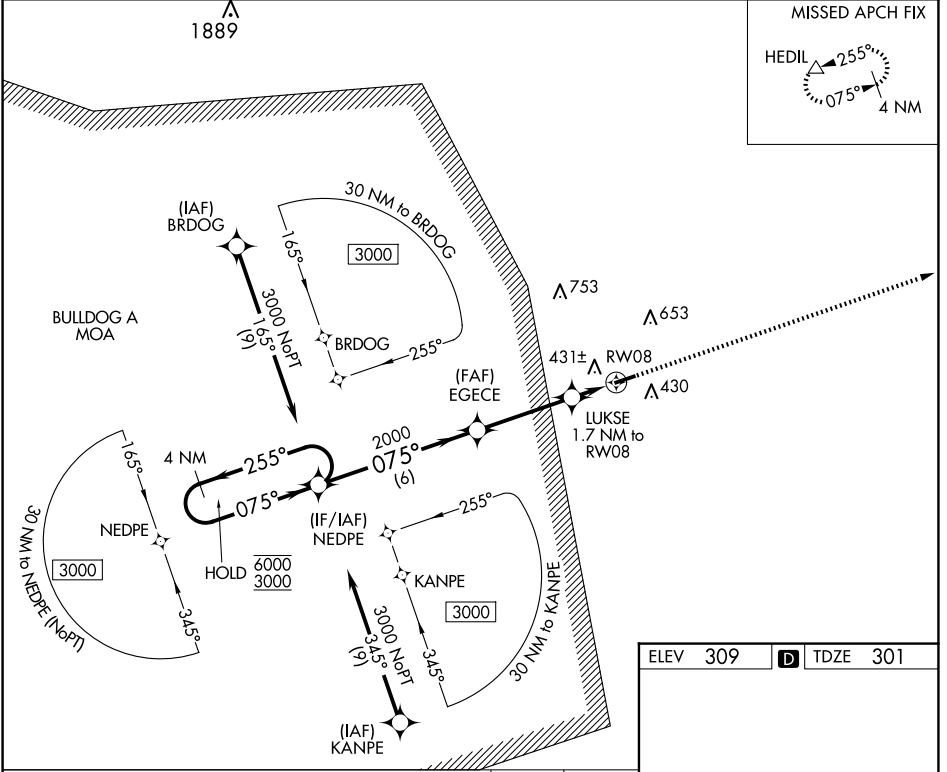 1889
MISSED APCH FIX
HEDIL
255°
075°
4 NM
(IAF)
BRDOG
30 NM to BRDOG
165°
3000
BRDOG
255°
3000 NoPT
165°
(9)
BULLDOG A
MOA
753
653
431± RW08
430
(FAF)
EGECE
LUKSE
1.7 NM to
RW08
2000
075°
(6)
4 NM
255°
075°
HOLD 6000
3000
(IF/IAF)
NEDPE
165°
NEDPE
3000
345°
30 NM to NEDPE (NoPT)
255°
KANPE
3000
345°
30 NM to KANPE
3000 NoPT
345°
(9)
(IAF)
KANPE
ELEV 309 D TDZE 301